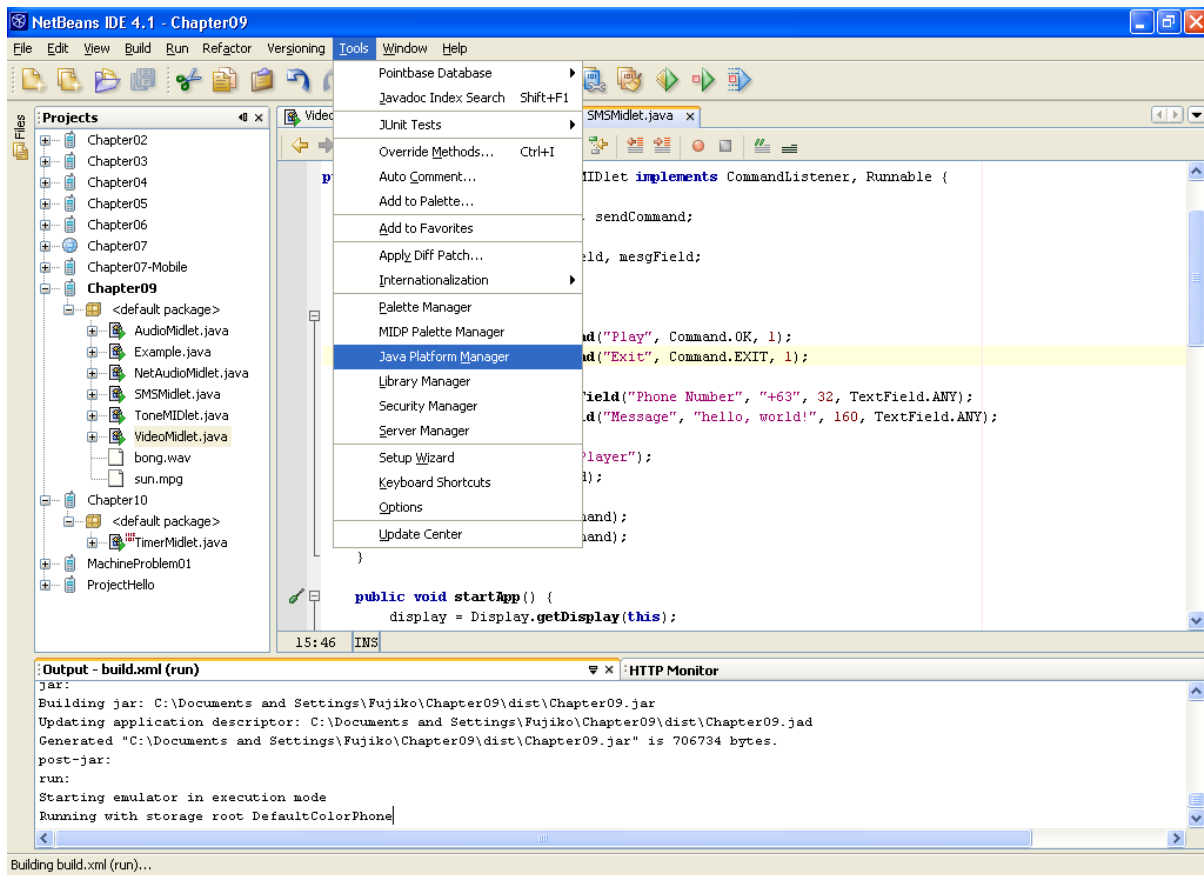 NetBeans IDE 4.1 - Chapter09
File Edit View Build Run Refactor Versioning Tools Window Help
Pointbase Database
Javadoc Index Search Shift+F1
JUnit Tests
Override Methods... Ctrl+I
Auto Comment...
Add to Palette...
Add to Favorites
Apply Diff Patch...
Internationalization
Palette Manager
MIDP Palette Manager
Java Platform Manager
Library Manager
Security Manager
Server Manager
Setup Wizard
Keyboard Shortcuts
Options
Update Center
Files
Projects
Chapter02
Chapter03
Chapter04
Chapter05
Chapter06
Chapter07
Chapter07-Mobile
Chapter09
<default package>
AudioMidlet.java
Example.java
NetAudioMidlet.java
SMSMidlet.java
ToneMIDlet.java
VideoMidlet.java
bong.wav
sun.mpg
Chapter10
<default package>
TimerMidlet.java
MachineProblem01
ProjectHello
SMSMidlet.java
MIDlet implements CommandListener, Runnable {
sendCommand;
mesgField;
("Play", Command.OK, 1);
("Exit", Command.EXIT, 1);
("Phone Number", "+63", 32, TextField.ANY);
("Message", "hello, world!", 160, TextField.ANY);
");
);
);
);
}
public void startApp() {
display = Display.getDisplay(this);
15:46 INS
Output - build.xml (run)
HTTP Monitor
jar:
Building jar: C:\Documents and Settings\Fujiko\Chapter09\dist\Chapter09.jar
Updating application descriptor: C:\Documents and Settings\Fujiko\Chapter09\dist\Chapter09.jad
Generated "C:\Documents and Settings\Fujiko\Chapter09\dist\Chapter09.jar" is 706734 bytes.
post-jar:
run:
Starting emulator in execution mode
Running with storage root DefaultColorPhone
Building build.xml (run)...